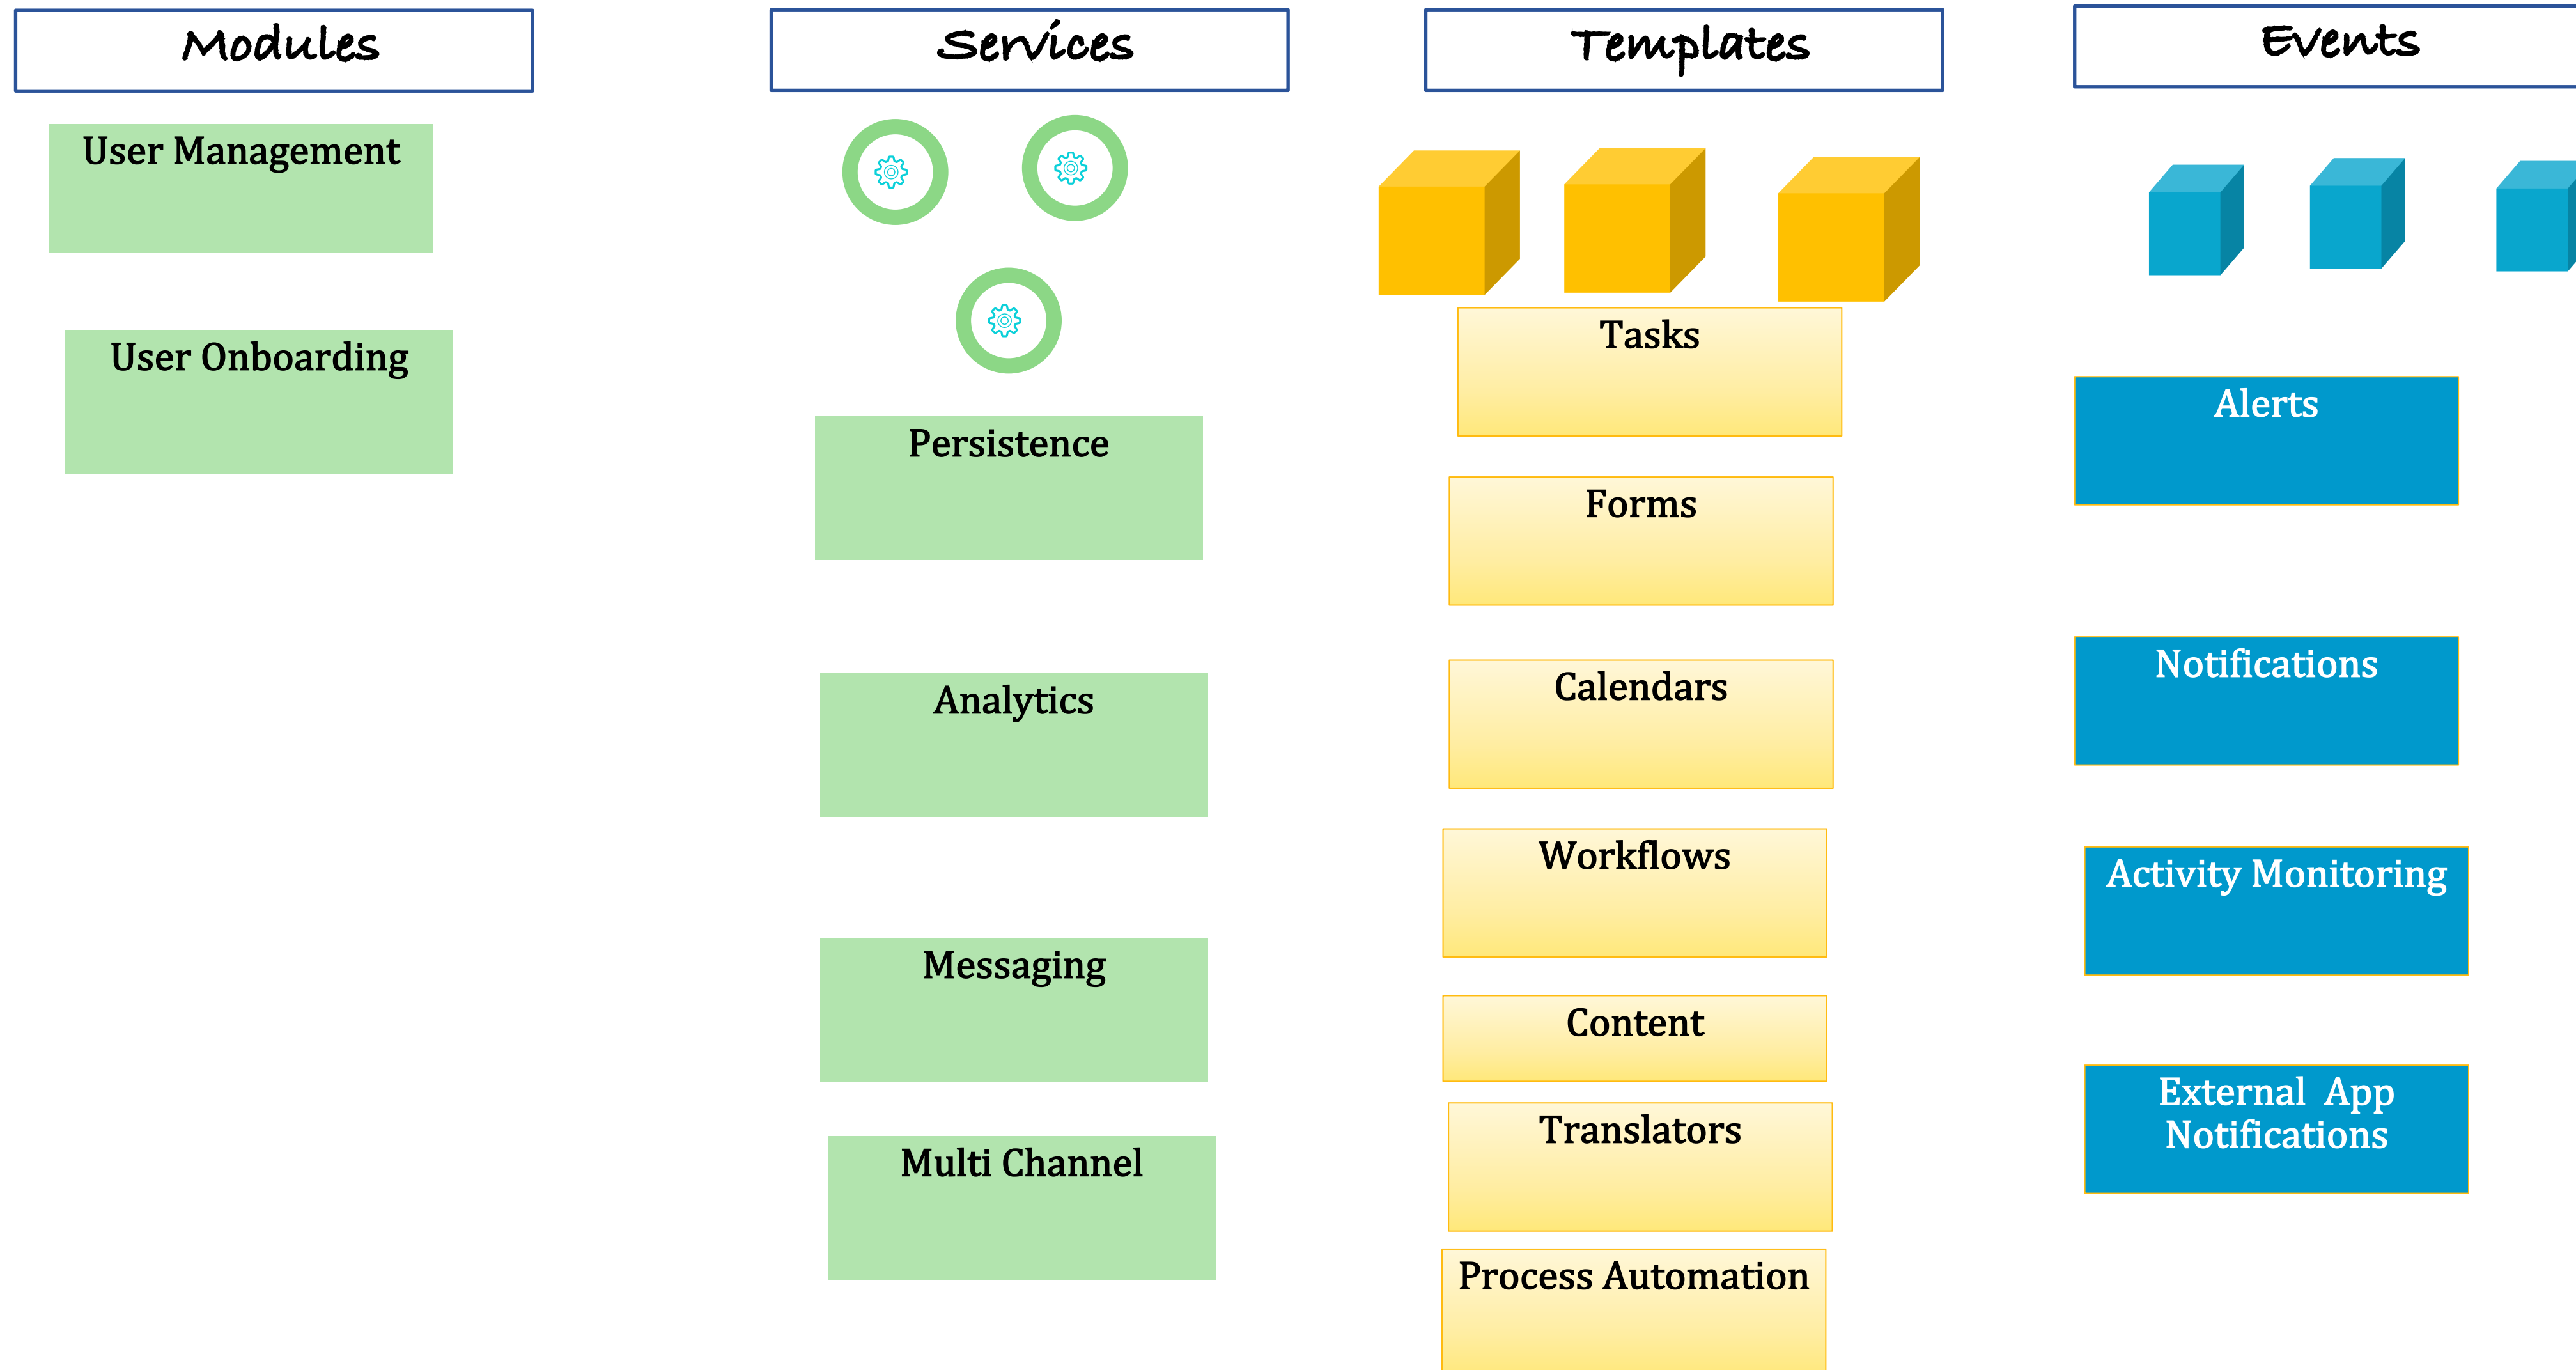 Modules
User Management
User Onboarding
Services
Persistence
Analytics
Messaging
Multi Channel
Templates
Tasks
Forms
Calendars
Workflows
Content
Translators
Process Automation
Events
Alerts
Notifications
Activity Monitoring
External App
Notifications